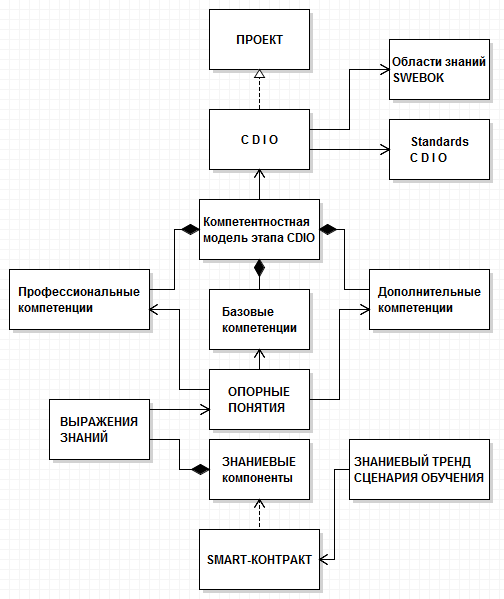 ПРОЕКТ
Области знаний
SWEBOK
C D I O
Standards
C D I O
Компетентностная
модель этапа CDIO
Профессиональные
компетенции
Базовые
компетенции
Дополнительные
компетенции
ОПОРНЫЕ
ПОНЯТИЯ
ВЫРАЖЕНИЯ
ЗНАНИЙ
ЗНАНИЕВЫЕ
компоненты
ЗНАНИЕВЫЙ ТРЕНД
СЦЕНАРИЯ ОБУЧЕНИЯ
SMART-КОНТРАКТ